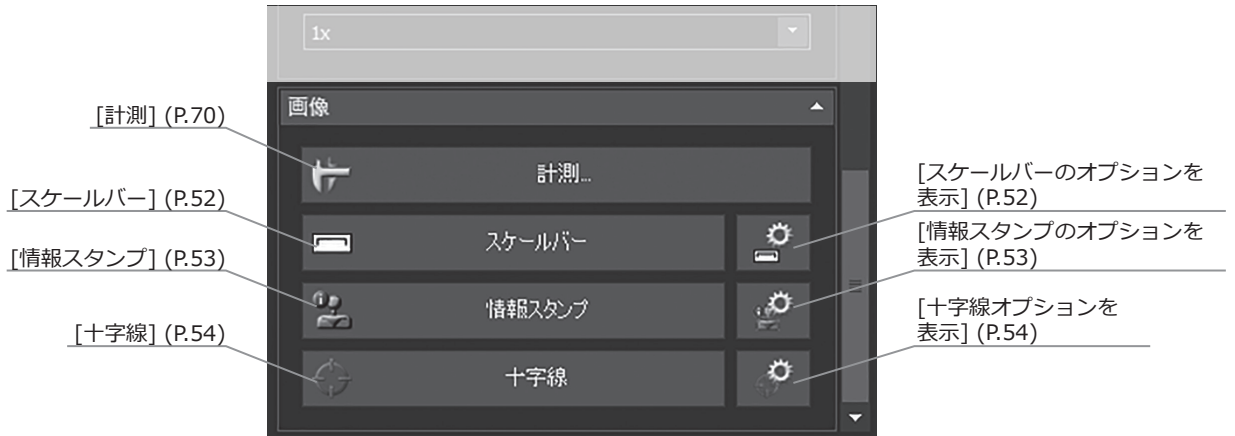 1x
画像
[計測] (P.70)
計測...
[スケールバー] (P.52)
スケールバー
[スケールバーのオプションを
表示] (P.52)
[情報スタンプ] (P.53)
情報スタンプ
[情報スタンプのオプションを
表示] (P.53)
[十字線] (P.54)
十字線
[十字線オプションを
表示] (P.54)